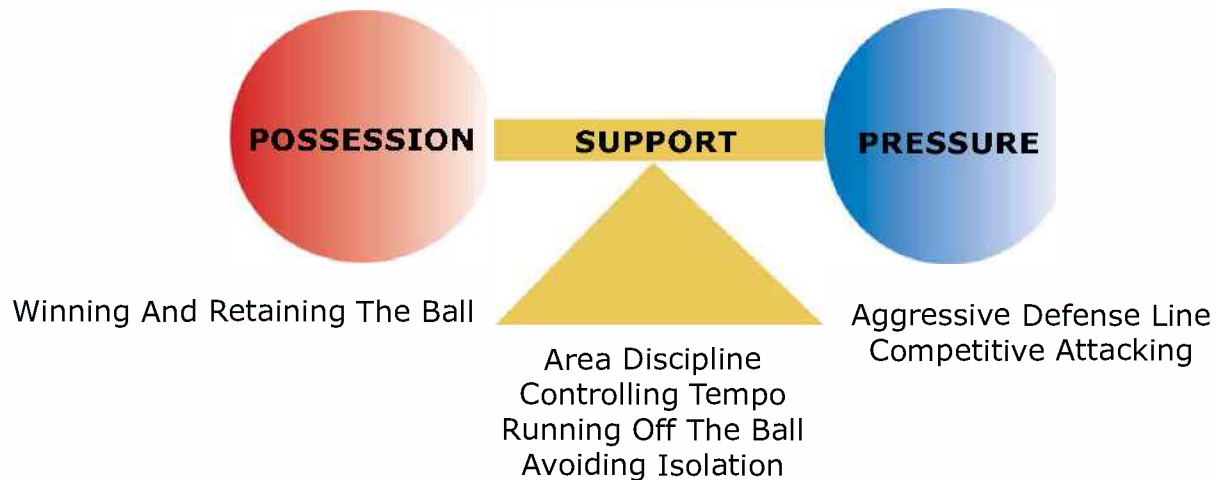 POSSESSION
SUPPORT
PRESSURE
Winning And Retaining The Ball
Area Discipline
Controlling Tempo
Running Off The Ball
Avoiding Isolation
Aggressive Defense Line
Competitive Attacking